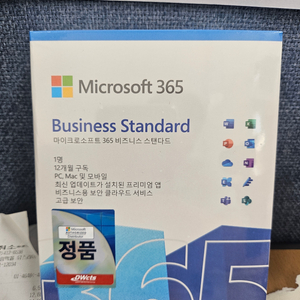 Microsoft 365
Business Standard
마이크로소프트 365 비즈니스 스탠다드
1명
12개월 구독
PC, Mac 및 모바일
최신 업데이트가 설치된 프리미엄 앱
비즈니스용 보안 클라우드 서비스
고급 보안
정품
365